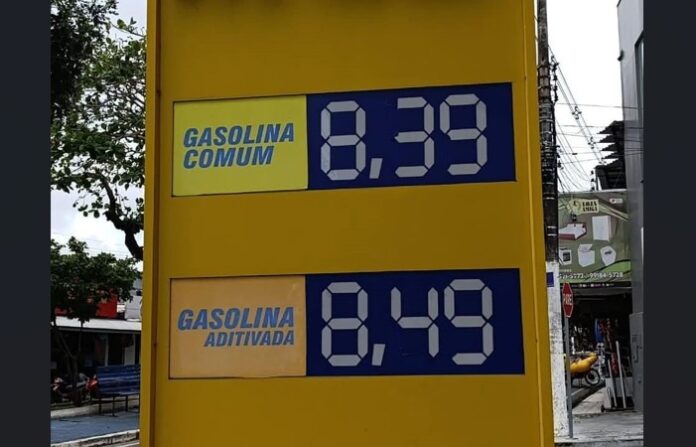 GASOLINA
COMUM
8,39
GASOLINA
ADITIVADA
8,49